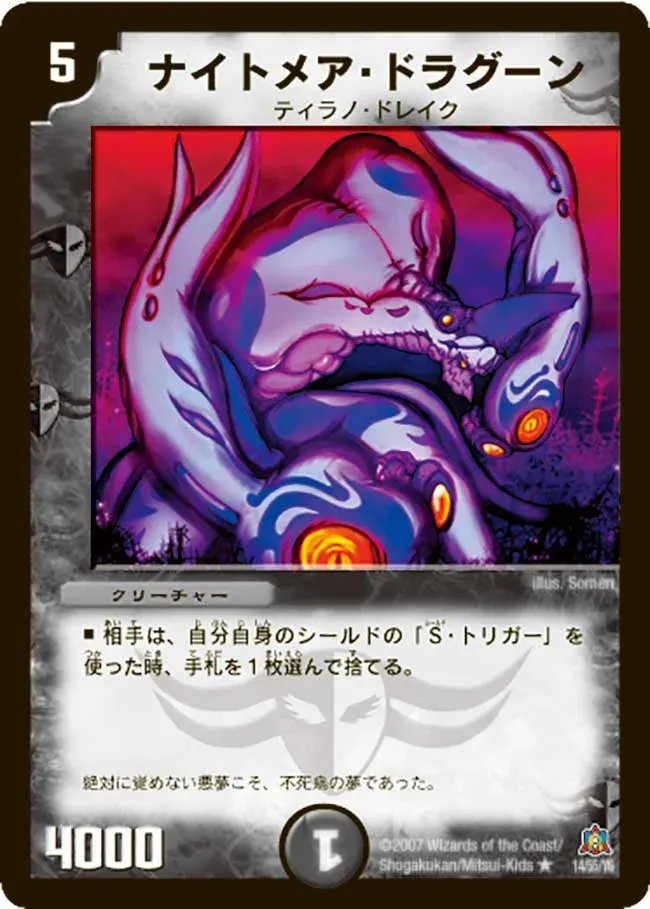 5
ナイトメア・ドラグーン
ティラノ・ドレイク
illus. Somen
クリーチャー
■ 相手は、自分自身のシールドの「S・トリガー」を
使った時、手札を1枚選んで捨てる。
絶対に覚めない悪夢こそ、不死鳥の夢であった。
4000
1
©2007 Wizards of the Coast/
Shogakukan/Mitsui-Kids ★
14/55/Y6